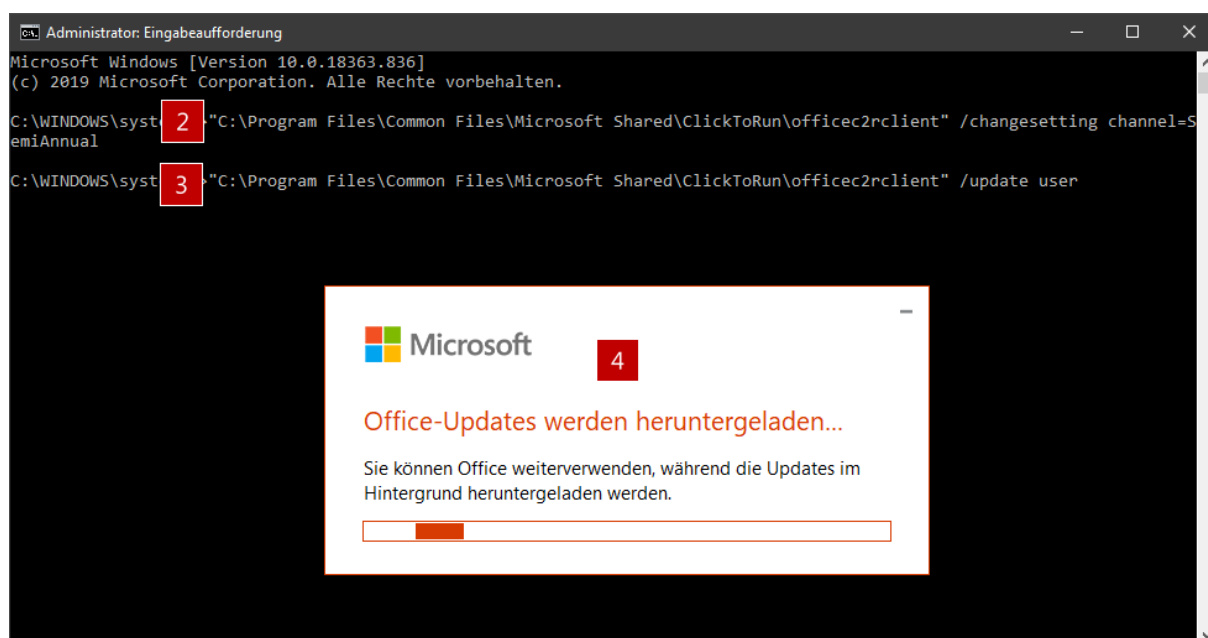 Administrator: Eingabeaufforderung
Microsoft Windows [Version 10.0.18363.836]
(c) 2019 Microsoft Corporation. Alle Rechte vorbehalten.
C:\WINDOWS\syst 2 >"C:\Program Files\Common Files\Microsoft Shared\ClickToRun\officec2rclient" /changesetting channel=S
emiAnnual
C:\WINDOWS\syst 3 >"C:\Program Files\Common Files\Microsoft Shared\ClickToRun\officec2rclient" /update user
Microsoft
4
Office-Updates werden heruntergeladen...
Sie können Office weiterverwenden, während die Updates im
Hintergrund heruntergeladen werden.